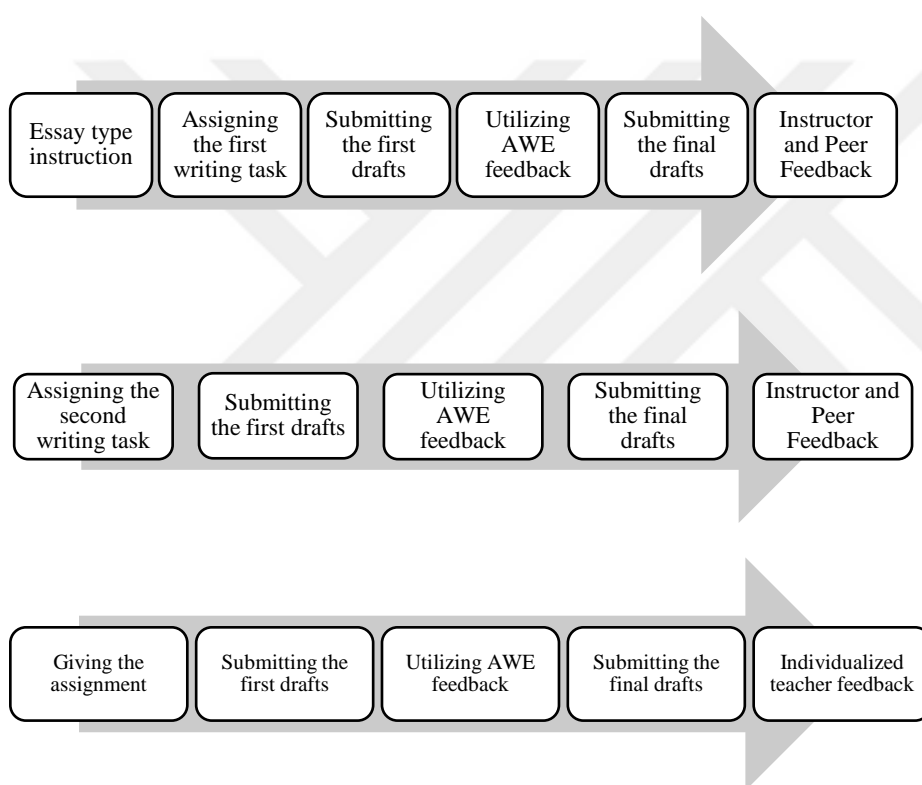 Essay type
instruction
Assigning
the first
writing task
Submitting
the first
drafts
Utilizing
AWE
feedback
Submitting
the final
drafts
Instructor
and Peer
Feedback
Assigning the
second
writing task
Submitting
the first drafts
Utilizing
AWE
feedback
Submitting
the final
drafts
Instructor and
Peer
Feedback
Giving the
assignment
Submitting the
first drafts
Utilizing AWE
feedback
Submitting the
final drafts
Individualized
teacher feedback